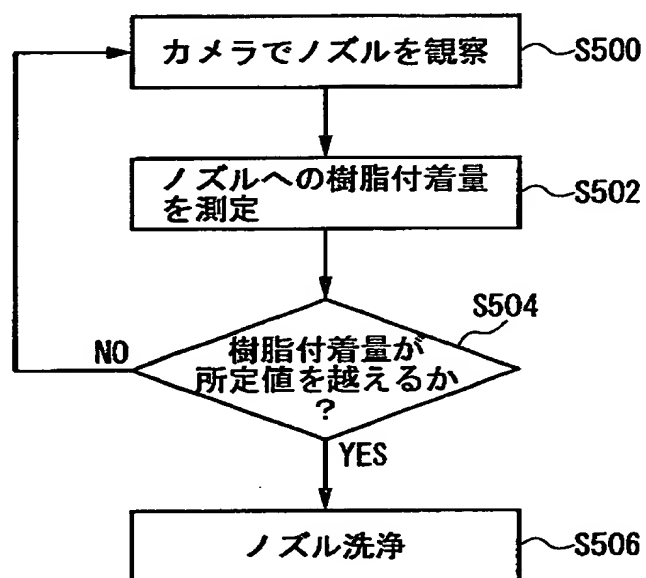 カメラでノズルを観察
S500
ノズルへの樹脂付着量
を測定
S502
S504
樹脂付着量が
所定値を越えるか
?
NO
YES
ノズル洗浄
S506